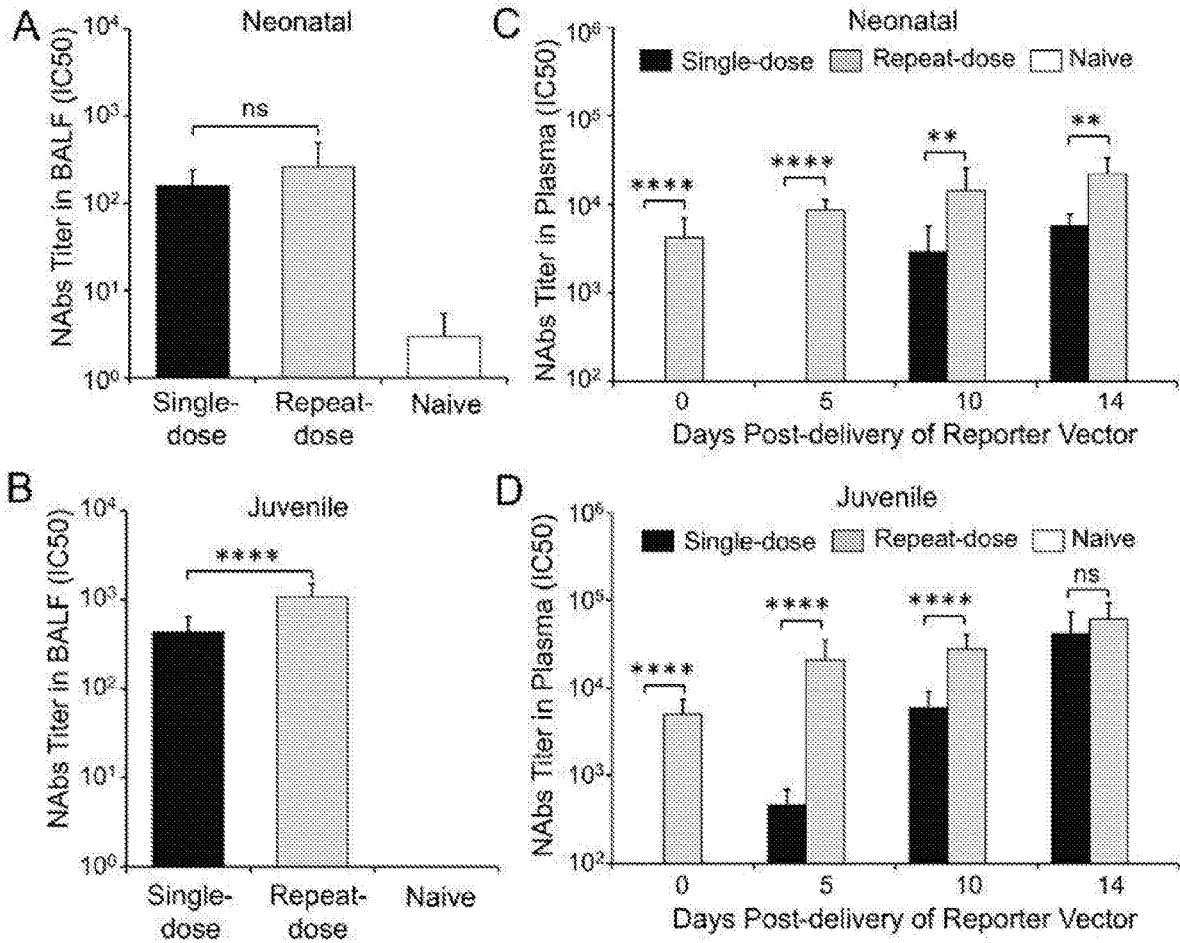 A
Neonatal
NAbs Titer in BALF (IC50)
10⁴
10³
10²
10¹
10⁰
ns
Single-
dose
Repeat-
dose
Naive
B
Juvenile
NAbs Titer in BALF (IC50)
10⁴
10³
10²
10¹
10⁰
****
Single-
dose
Repeat-
dose
Naive
C
Neonatal
Single-dose Repeat-dose Naive
NAbs Titer in Plasma (IC50)
10⁶
10⁵
10⁴
10³
10²
**** **** ** **
0 5 10 14
Days Post-delivery of Reporter Vector
D
Juvenile
Single-dose Repeat-dose Naive
NAbs Titer in Plasma (IC50)
10⁶
10⁵
10⁴
10³
10²
**** **** **** ns
0 5 10 14
Days Post-delivery of Reporter Vector